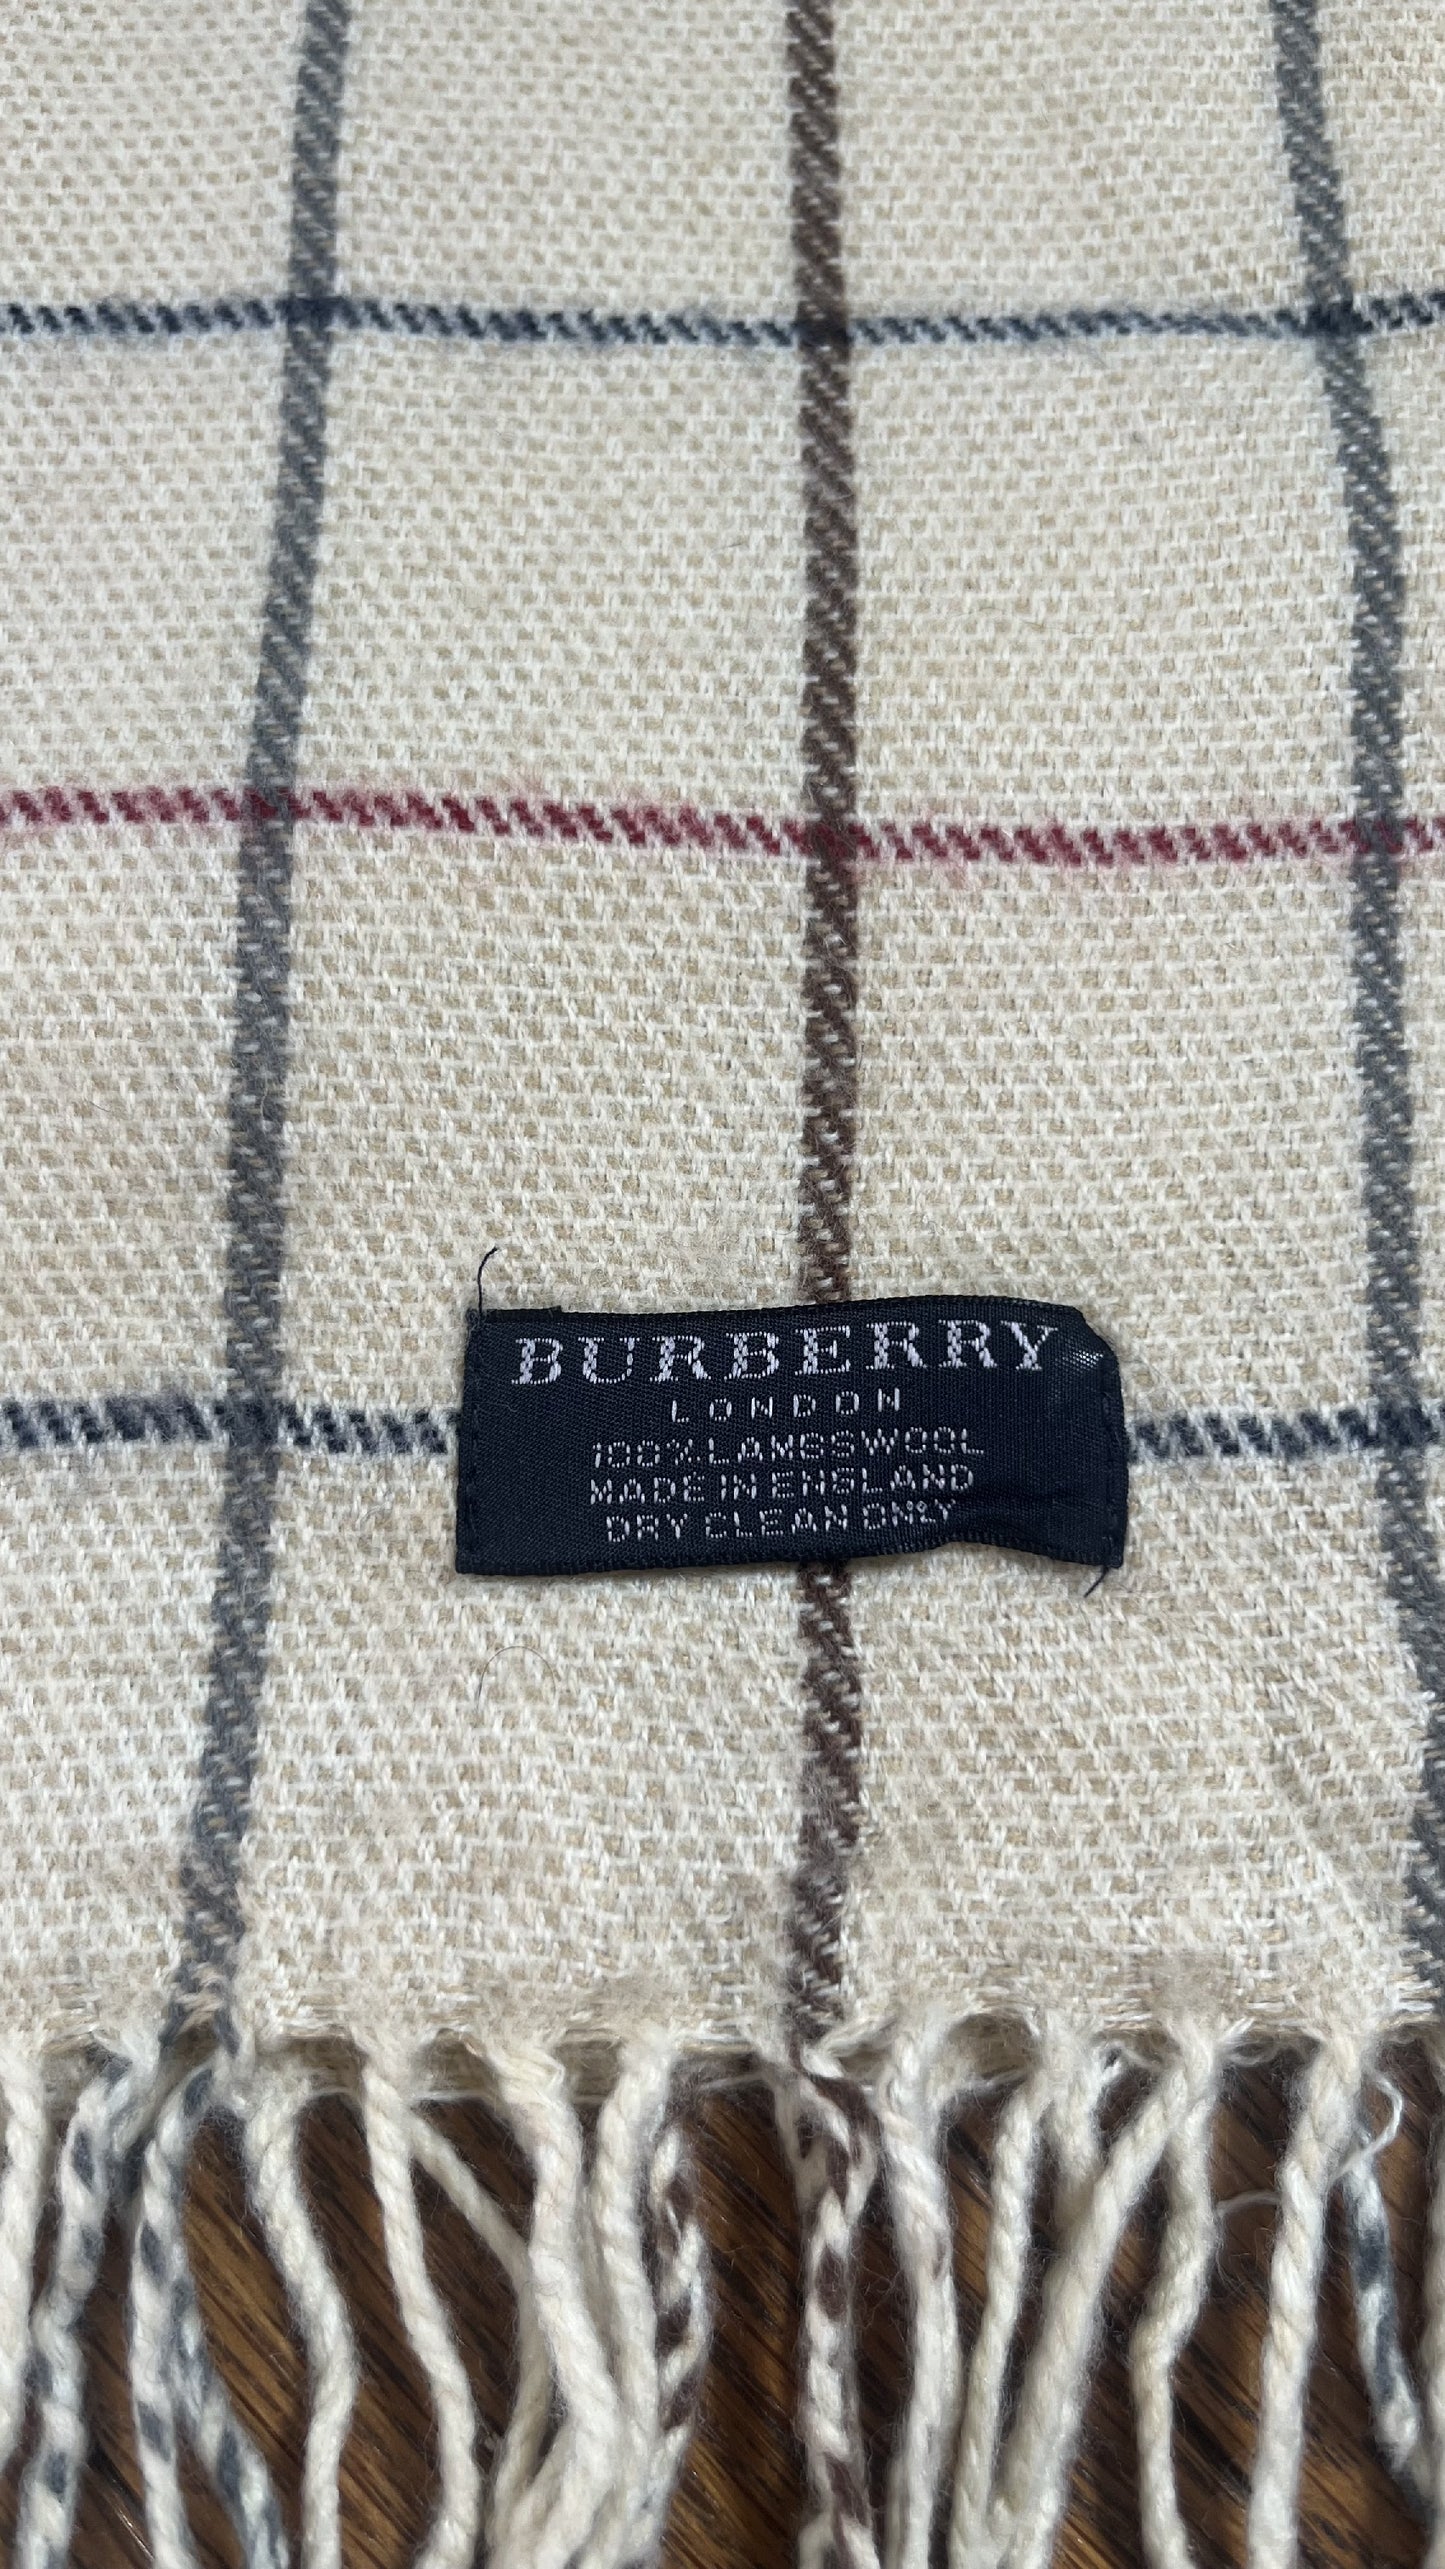 BURBERRY
LONDON
100% LAMBSWOOL
MADE IN ENGLAND
DRY CLEAN ONLY